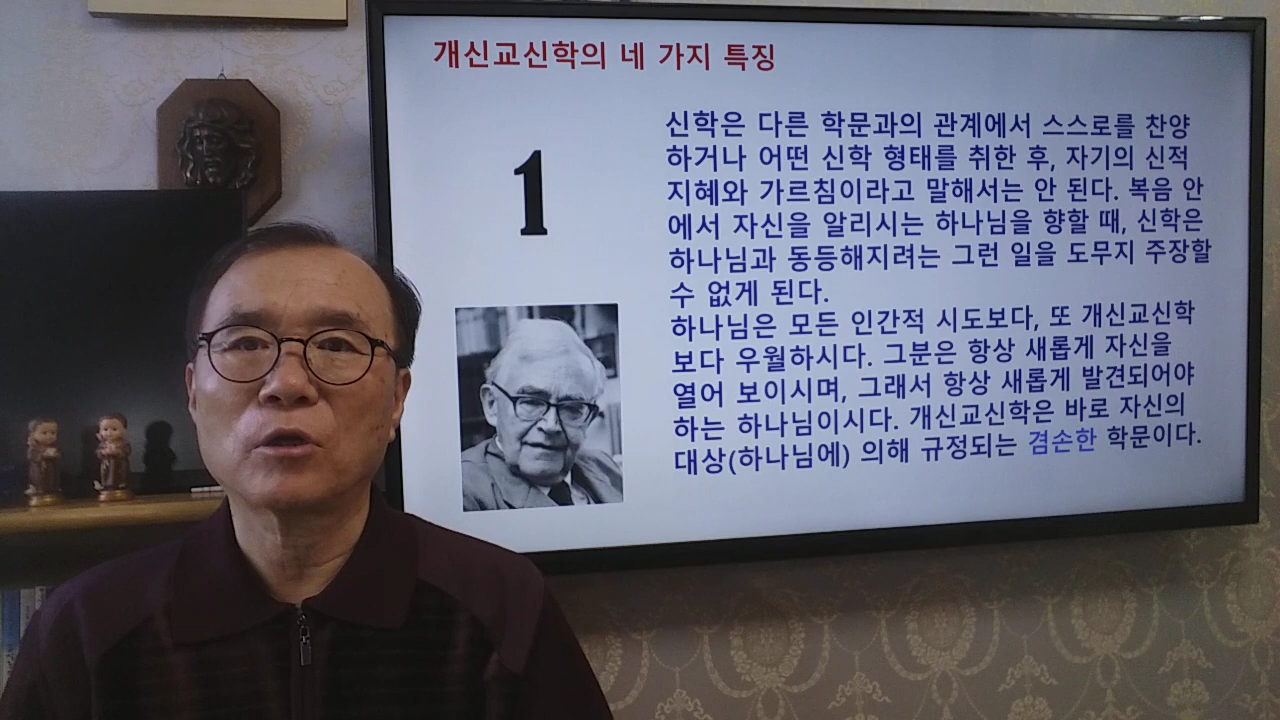 개신교신학의 네 가지 특징
1
신학은 다른 학문과의 관계에서 스스로를 찬양
하거나 어떤 신학 형태를 취한 후, 자기의 신적
지혜와 가르침이라고 말해서는 안 된다. 복음 안
에서 자신을 알리시는 하나님을 향할 때, 신학은
하나님과 동등해지려는 그런 일을 도무지 주장할
수 없게 된다.
하나님은 모든 인간적 시도보다, 또 개신교신학
보다 우월하시다. 그분은 항상 새롭게 자신을
열어 보이시며, 그래서 항상 새롭게 발견되어야
하는 하나님이시다. 개신교신학은 바로 자신의
대상(하나님에) 의해 규정되는 겸손한 학문이다.